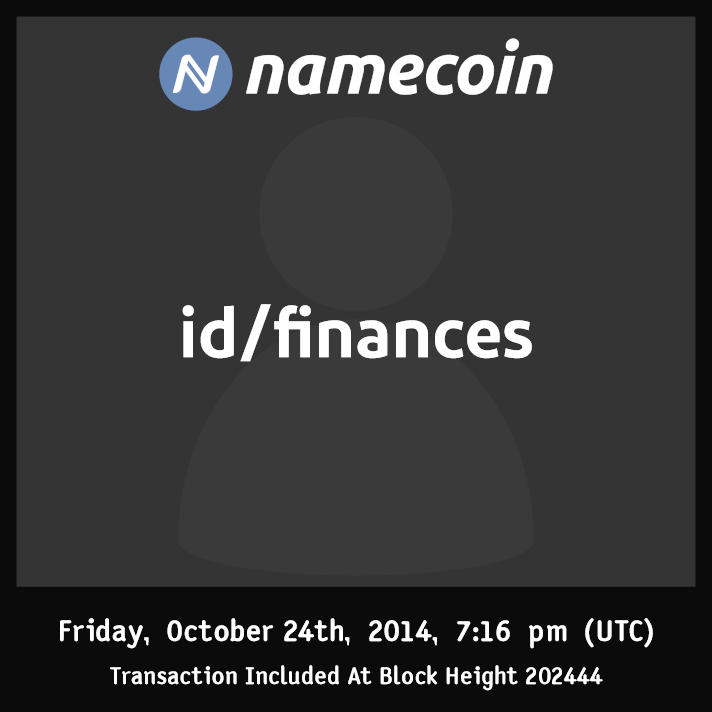 namecoin
id/finances
Friday, October 24th, 2014, 7:16 pm (UTC)
Transaction Included At Block Height 202444